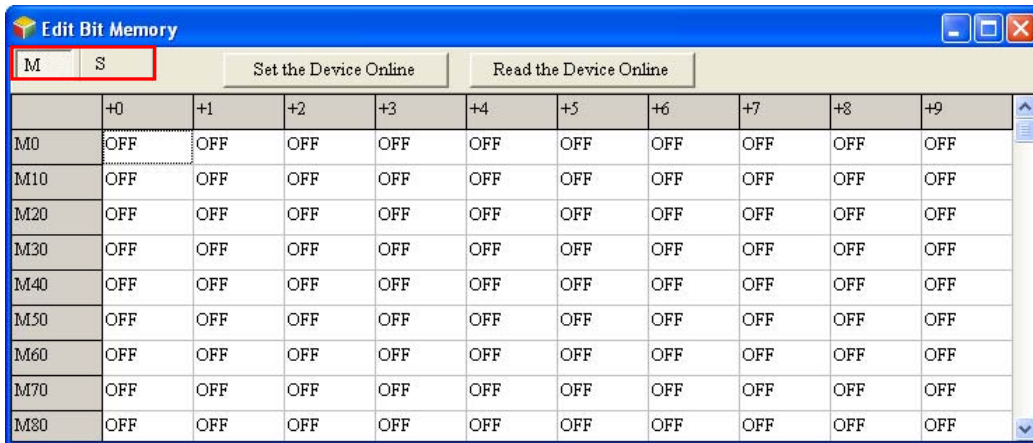 Edit Bit Memory
M S Set the Device Online Read the Device Online
+0 +1 +2 +3 +4 +5 +6 +7 +8 +9
M0 OFF OFF OFF OFF OFF OFF OFF OFF OFF OFF
M10 OFF OFF OFF OFF OFF OFF OFF OFF OFF OFF
M20 OFF OFF OFF OFF OFF OFF OFF OFF OFF OFF
M30 OFF OFF OFF OFF OFF OFF OFF OFF OFF OFF
M40 OFF OFF OFF OFF OFF OFF OFF OFF OFF OFF
M50 OFF OFF OFF OFF OFF OFF OFF OFF OFF OFF
M60 OFF OFF OFF OFF OFF OFF OFF OFF OFF OFF
M70 OFF OFF OFF OFF OFF OFF OFF OFF OFF OFF
M80 OFF OFF OFF OFF OFF OFF OFF OFF OFF OFF